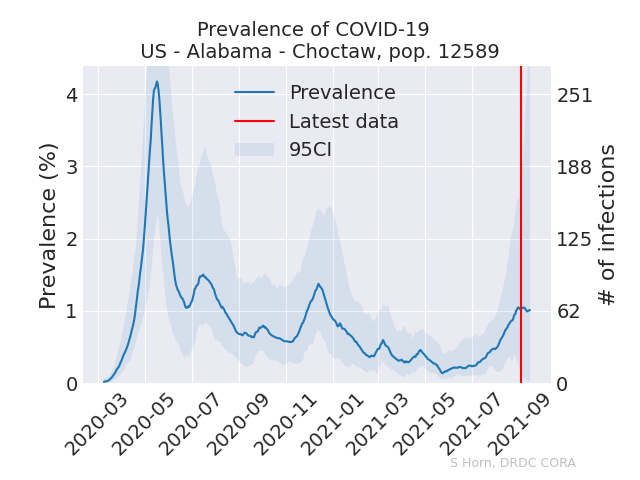 Prevalence of COVID-19
US - Alabama - Choctaw, pop. 12589
Prevalence
Latest data
95CI
Prevalence (%)
4
3
2
1
0
251
188
125
62
0
# of infections
2020-03
2020-05
2020-07
2020-09
2020-11
2021-01
2021-03
2021-05
2021-07
2021-09
S Horn, DRDC CORA